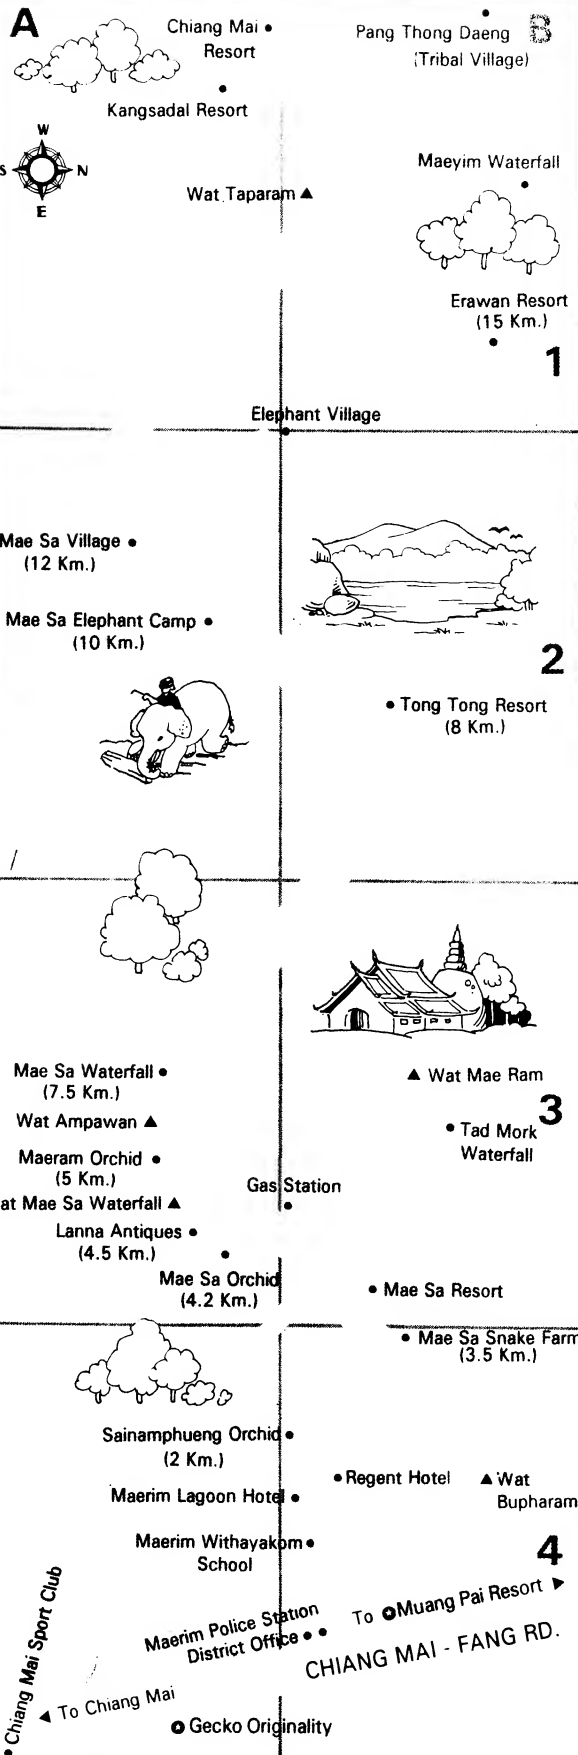 A
Chiang Mai
Resort
Pang Thong Daeng
B
(Tribal Village)
Kangsadal Resort
W
S
N
E
Maeyim Waterfall
Wat Taparam
Erawan Resort
(15 Km.)
1
Elephant Village
Mae Sa Village
(12 Km.)
Mae Sa Elephant Camp
(10 Km.)
2
Tong Tong Resort
(8 Km.)
Mae Sa Waterfall
(7.5 Km.)
Wat Mae Ram
Wat Ampawan
3
Tad Mork
Waterfall
Maeram Orchid
(5 Km.)
Gas Station
at Mae Sa Waterfall
Lanna Antiques
(4.5 Km.)
Mae Sa Orchid
(4.2 Km.)
Mae Sa Resort
Mae Sa Snake Farm
(3.5 Km.)
Sainamphueng Orchid
(2 Km.)
Regent Hotel
Wat
Bupharam
Maerim Lagoon Hotel
Maerim Withayakom
School
4
Chiang Mai Sport Club
Maerim Police Station
District Office
To Muang Pai Resort
CHIANG MAI - FANG RD.
To Chiang Mai
Gecko Originality